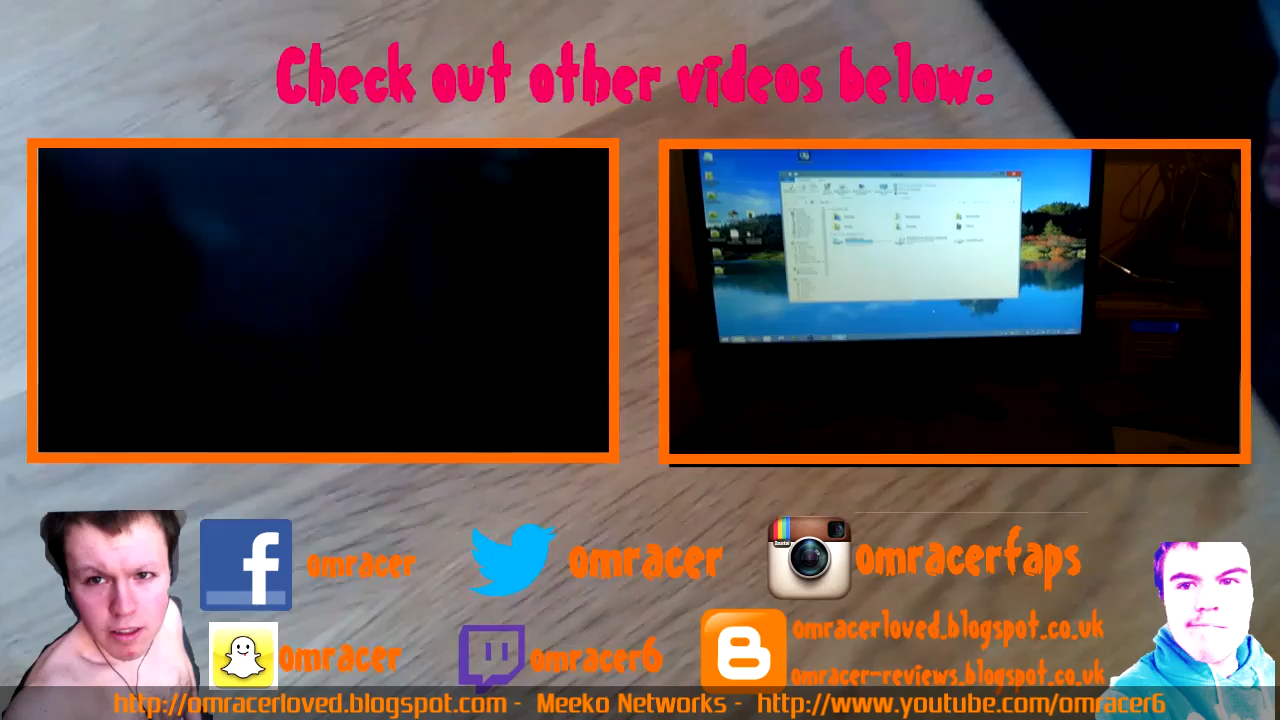 Check out other videos below:
omracer
omracer
omracerfaps
omracer
omracer6
omracerloved.blogspot.co.uk
omracer-reviews.blogspot.co.uk
http://omracerloved.blogspot.com - Meeko Networks - http://www.youtube.com/omracer6